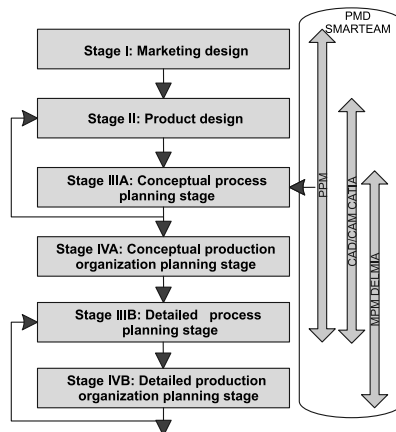 PMD
SMARTEAM
Stage I: Marketing design
Stage II: Product design
Stage IIIA: Conceptual process
planning stage
Stage IVA: Conceptual production
organization planning stage
Stage IIIB: Detailed process
planning stage
Stage IVB: Detailed production
organization planning stage
PPM
CAD/CAM CATIA
MPM DELMIA